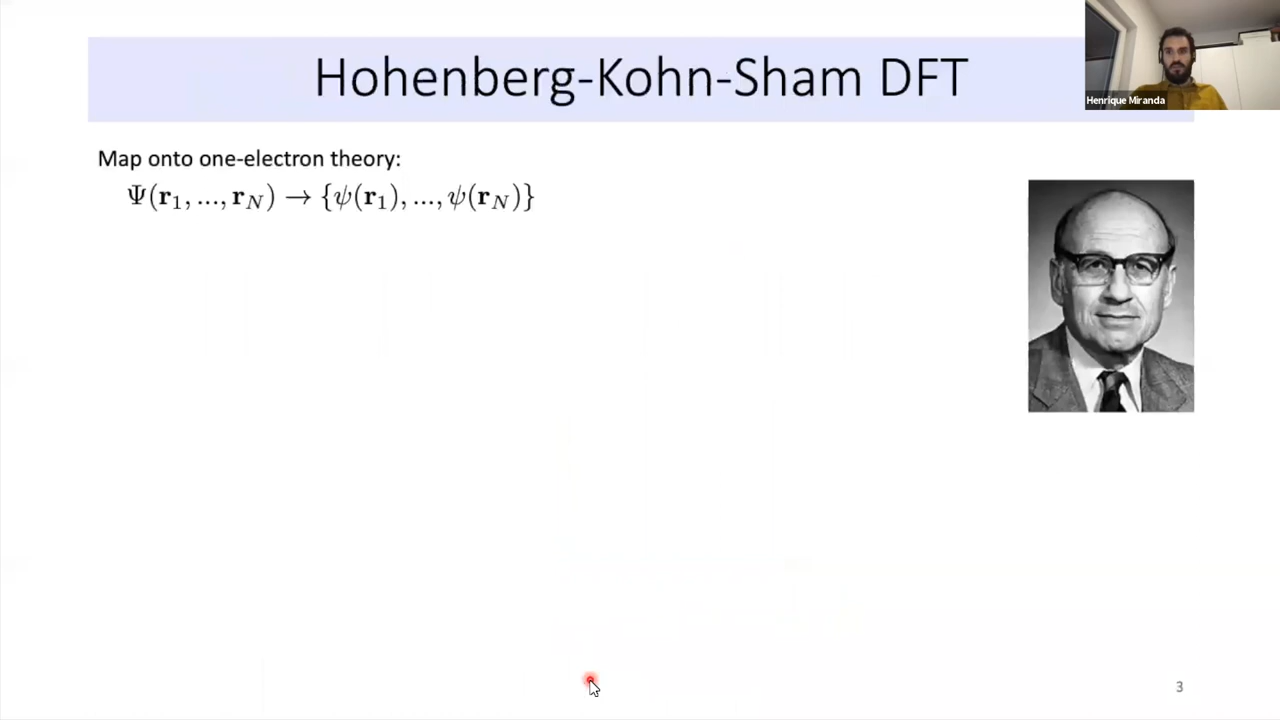 Hohenberg-Kohn-Sham DFT
Henrique Miranda
Map onto one-electron theory:
Ψ(r₁, ..., r_N) → {ψ(r₁), ..., ψ(r_N)}
3